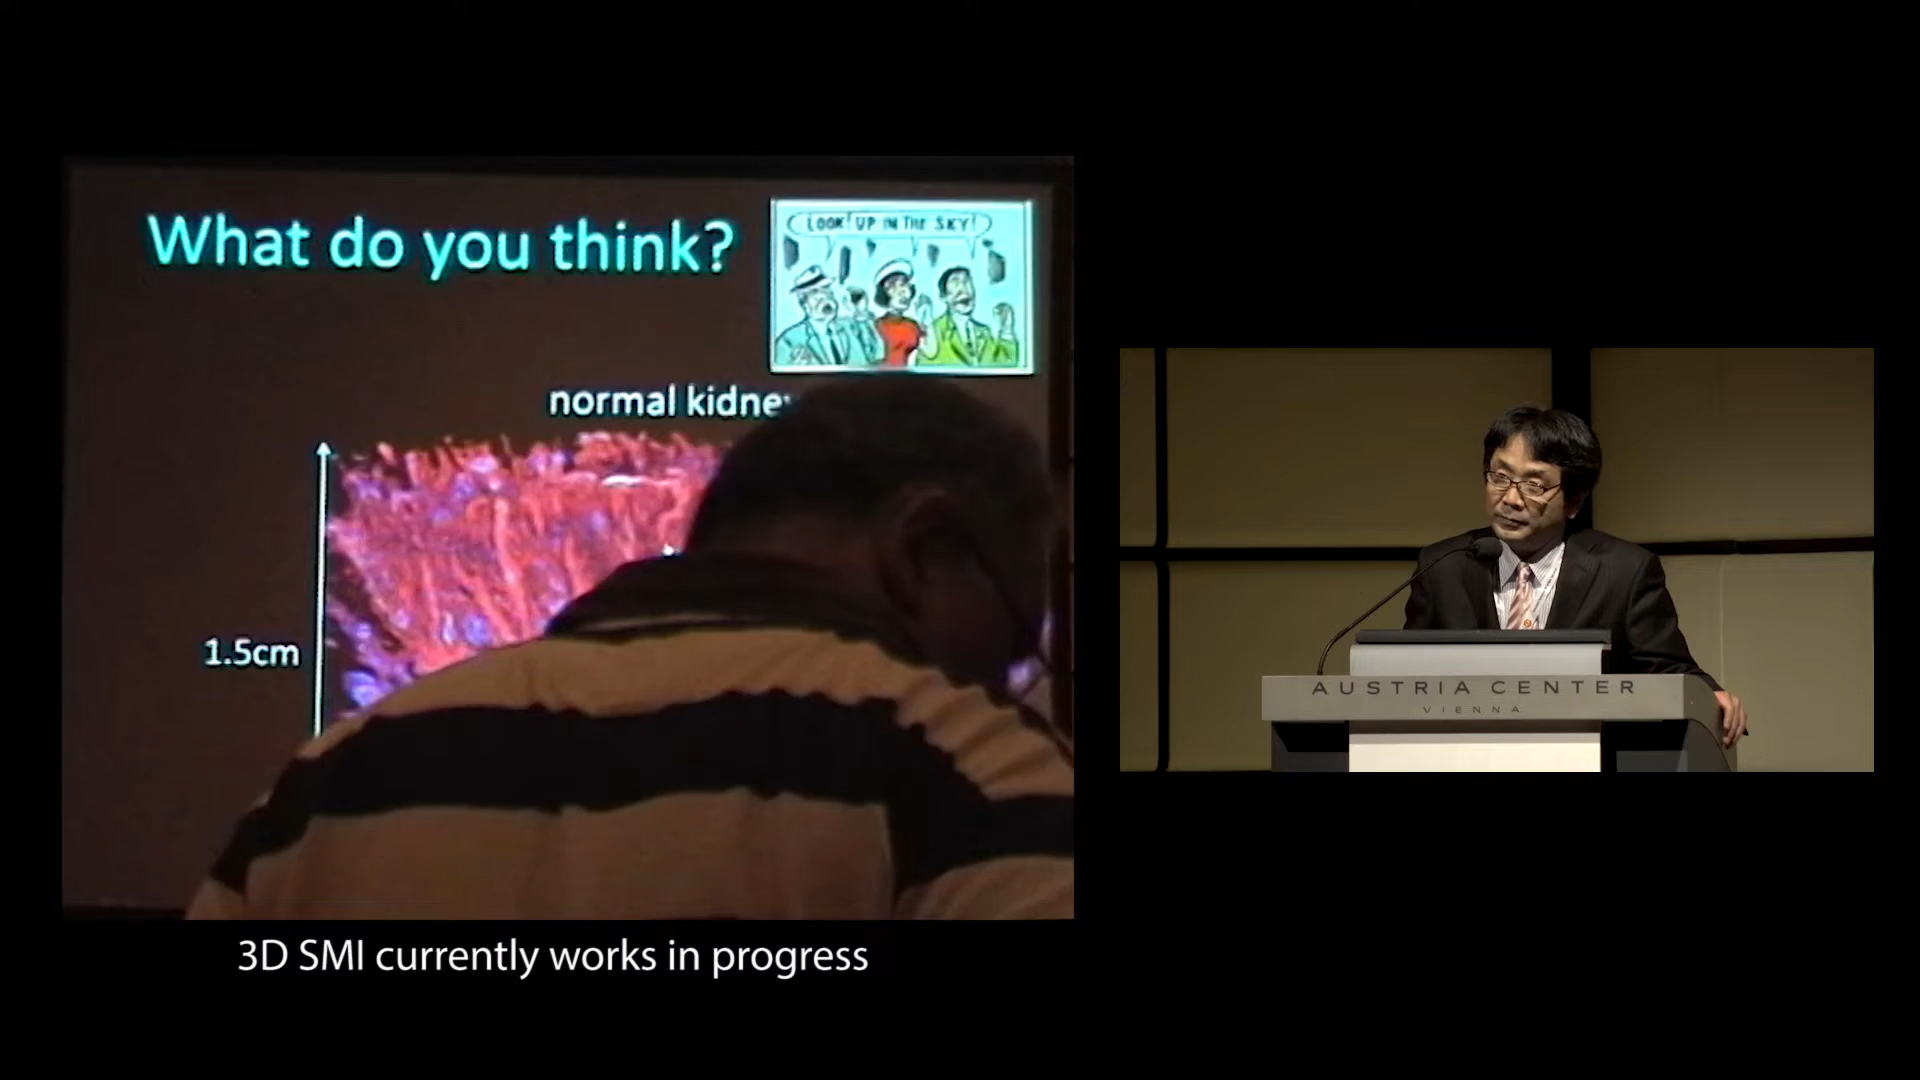 What do you think?
LOOK! UP IN THE SKY!
normal kidney
1.5cm
AUSTRIA CENTER
VIENNA
3D SMI currently works in progress